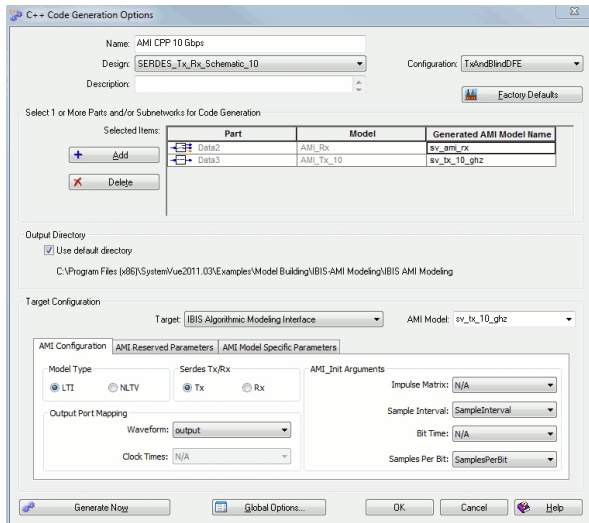 C++ Code Generation Options
Name: AMI CPP 10 Gbps
Design: SERDES_Tx_Rx_Schematic_10 Configuration: TxAndBlindDFE
Description:
Factory Defaults
Select 1 or More Parts and/or Subnetworks for Code Generation
Selected Items: Part Model Generated AMI Model Name
Add Data2 AMI_Rx sv_ami_rx
Data3 AMI_Tx_10 sv_tx_10_ghz
Delete
Output Directory
Use default directory
C:\Program Files (x86)\SystemVue2011.03\Examples\Model Building\IBIS-AMI Modeling\IBIS AMI Modeling
Target Configuration
Target: IBIS Algorithmic Modeling Interface AMI Model: sv_tx_10_ghz
AMI Configuration AMI Reserved Parameters AMI Model Specific Parameters
Model Type Serdes Tx/Rx AMI_Init Arguments
LTI NLTV Tx Rx Impulse Matrix: N/A
Output Port Mapping Sample Interval: SampleInterval
Waveform: output Bit Time: N/A
Clock Times: N/A Samples Per Bit: SamplesPerBit
Generate Now Global Options... OK Cancel Help